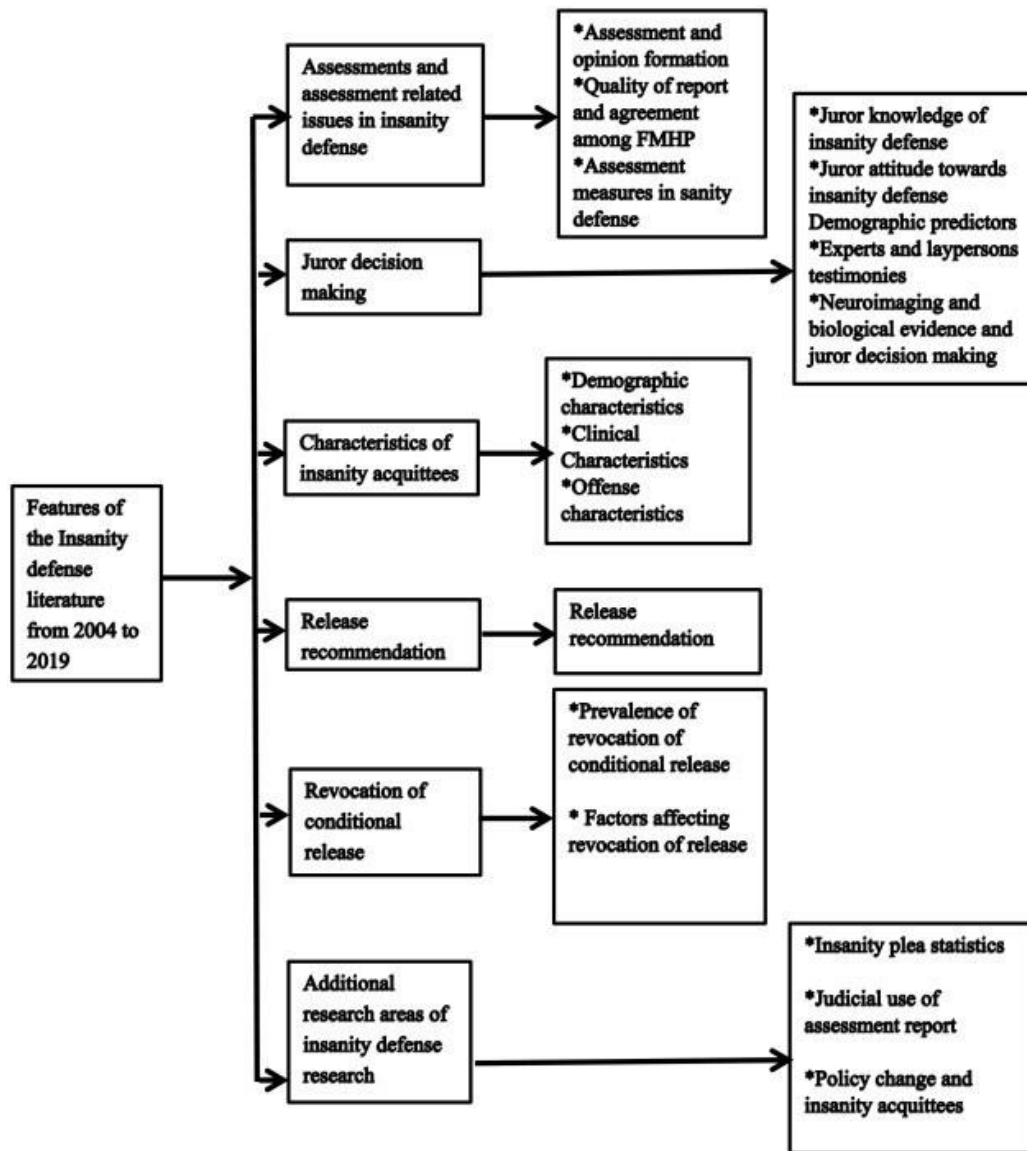 Features of
the Insanity
defense
literature
from 2004 to
2019
Assessments and
assessment related
issues in insanity
defense
*Assessment and
opinion formation
*Quality of report
and agreement
among FMHP
*Assessment
measures in sanity
defense
Juror decision
making
*Juror knowledge of
insanity defense
*Juror attitude towards
insanity defense
Demographic predictors
*Experts and laypersons
testimonies
*Neuroimaging and
biological evidence and
juror decision making
Characteristics of
insanity acquittees
*Demographic
characteristics
*Clinical
Characteristics
*Offense
characteristics
Release
recommendation
Release
recommendation
Revocation of
conditional
release
*Prevalence of
revocation of
conditional release
* Factors affecting
revocation of release
Additional
research areas of
insanity defense
research
*Insanity plea statistics
*Judicial use of
assessment report
*Policy change and
insanity acquittees